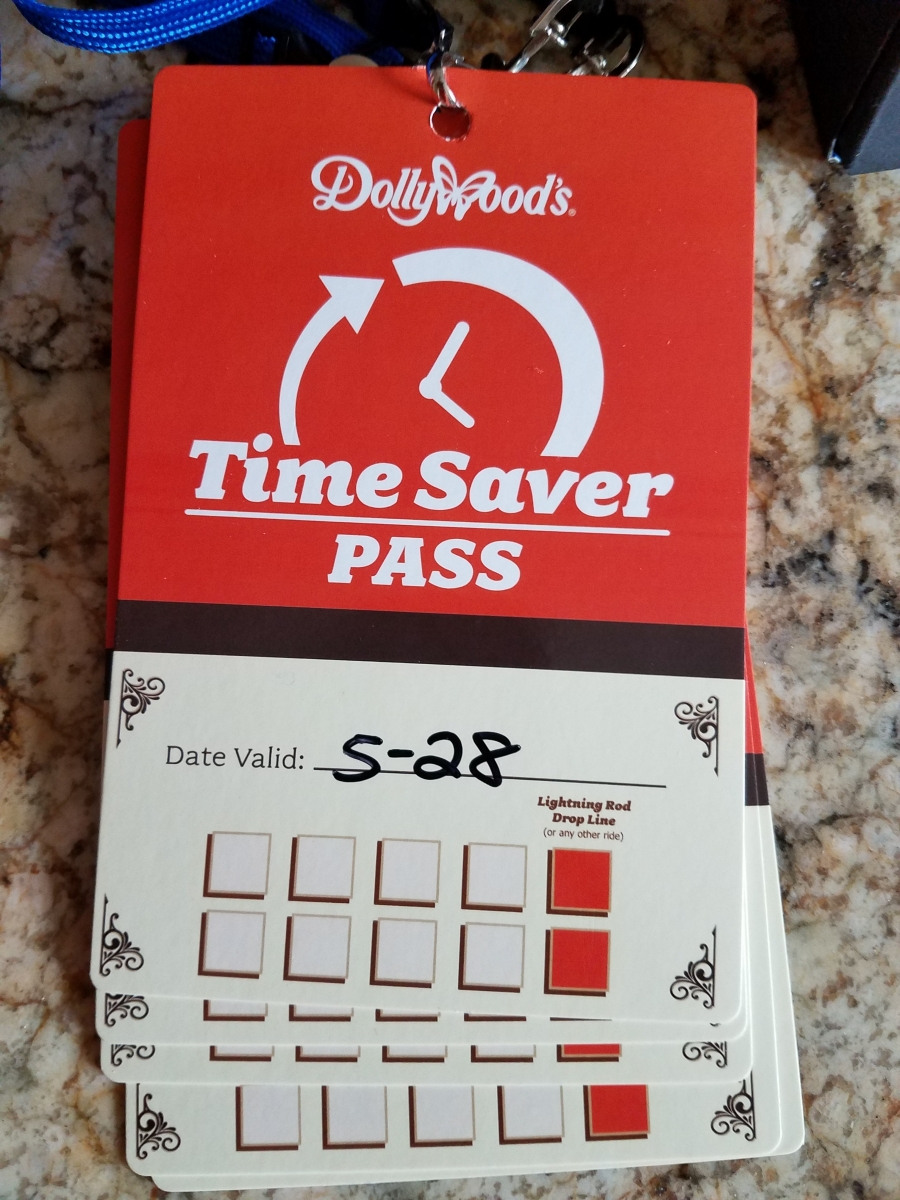 Dollywood's®
Time Saver
PASS
Date Valid: 5-28
Lightning Rod
Drop Line
(or any other ride)